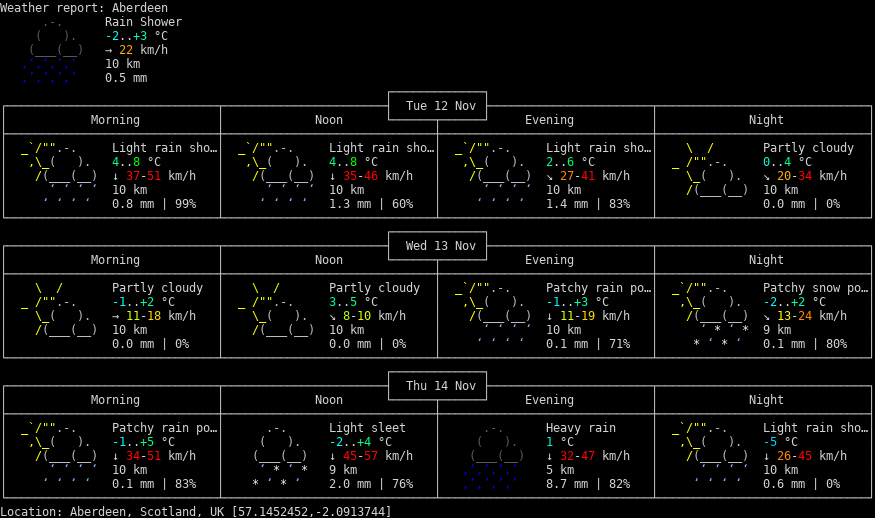 Weather report: Aberdeen
Rain Shower
-2..+3 °C
→ 22 km/h
10 km
0.5 mm
Tue 12 Nov
Morning Noon Evening Night
Light rain sho… Light rain sho… Light rain sho… Partly cloudy
4..8 °C 4..8 °C 2..6 °C 0..4 °C
↓ 37-51 km/h ↓ 35-46 km/h ↘ 27-41 km/h ↘ 20-34 km/h
10 km 10 km 10 km 10 km
0.8 mm | 99% 1.3 mm | 60% 1.4 mm | 83% 0.0 mm | 0%
Wed 13 Nov
Morning Noon Evening Night
Partly cloudy Partly cloudy Patchy rain po… Patchy snow po…
-1..+2 °C 3..5 °C -1..+3 °C -2..+2 °C
→ 11-18 km/h ↘ 8-10 km/h ↓ 11-19 km/h ↘ 13-24 km/h
10 km 10 km 10 km 9 km
0.0 mm | 0% 0.0 mm | 0% 0.1 mm | 71% 0.1 mm | 80%
Thu 14 Nov
Morning Noon Evening Night
Patchy rain po… Light sleet Heavy rain Light rain sho…
-1..+5 °C -2..+4 °C 1 °C -5 °C
↓ 34-51 km/h ↓ 45-57 km/h ↓ 32-47 km/h ↓ 26-45 km/h
10 km 9 km 5 km 10 km
0.1 mm | 83% 2.0 mm | 76% 8.7 mm | 82% 0.6 mm | 0%
Location: Aberdeen, Scotland, UK [57.1452452,-2.0913744]